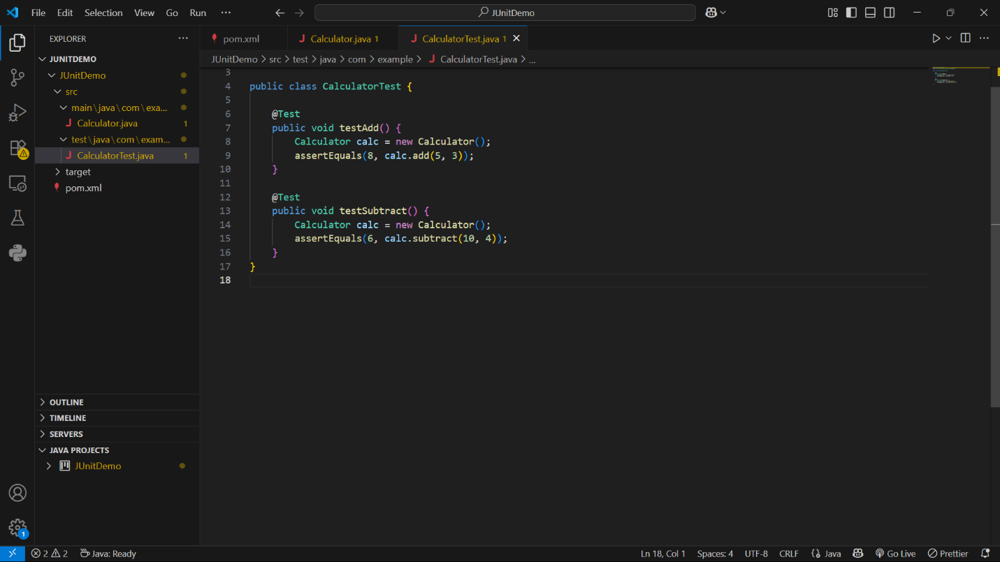 File Edit Selection View Go Run ···
JUnitDemo
EXPLORER
JUNITDEMO
JUnitDemo
src
main\java\com\exa...
Calculator.java 1
test\java\com\exam...
CalculatorTest.java 1
target
pom.xml
OUTLINE
TIMELINE
SERVERS
JAVA PROJECTS
JUnitDemo
1
pom.xml
Calculator.java 1
CalculatorTest.java 1
JUnitDemo > src > test > java > com > example > CalculatorTest.java > ...
3
4 public class CalculatorTest {
5
6 @Test
7 public void testAdd() {
8 Calculator calc = new Calculator();
9 assertEquals(8, calc.add(5, 3));
10 }
11
12 @Test
13 public void testSubtract() {
14 Calculator calc = new Calculator();
15 assertEquals(6, calc.subtract(10, 4));
16 }
17 }
18
2 2 Java: Ready Ln 18, Col 1 Spaces: 4 UTF-8 CRLF {} Java Go Live Prettier